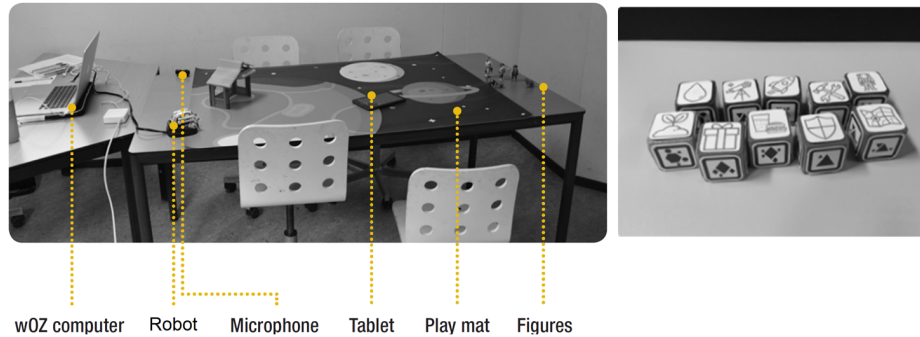 wOZ computer
Robot
Microphone
Tablet
Play mat
Figures